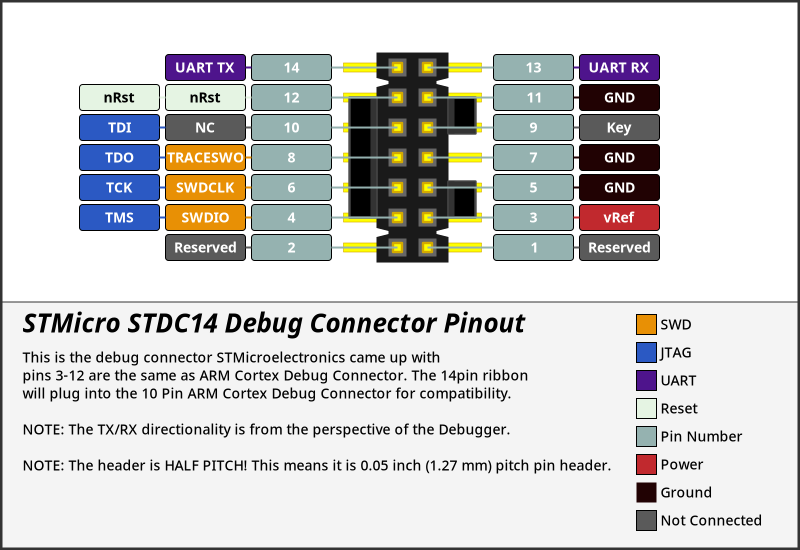 UART TX 14 13 UART RX
nRst nRst 12 11 GND
TDI NC 10 9 Key
TDO TRACESWO 8 7 GND
TCK SWDCLK 6 5 GND
TMS SWDIO 4 3 vRef
Reserved 2 1 Reserved
STMicro STDC14 Debug Connector Pinout
This is the debug connector STMicroelectronics came up with
pins 3-12 are the same as ARM Cortex Debug Connector. The 14pin ribbon
will plug into the 10 Pin ARM Cortex Debug Connector for compatibility.
NOTE: The TX/RX directionality is from the perspective of the Debugger.
NOTE: The header is HALF PITCH! This means it is 0.05 inch (1.27 mm) pitch pin header.
SWD
JTAG
UART
Reset
Pin Number
Power
Ground
Not Connected